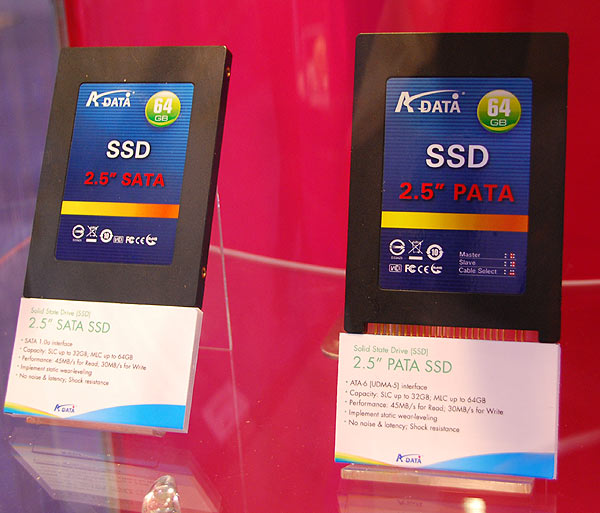 A-DATA
64
GB
SSD
2.5" SATA
FC CE
Solid State Drive (SSD)
2.5" SATA SSD
• SATA 1.0a interface
• Capacity: SLC up to 32GB; MLC up to 64GB
• Performance: 45MB/s for Read, 30MB/s for Write
• Implement static wear-leveling
• No noise & latency, Shock resistance
A-DATA
A-DATA
64
GB
SSD
2.5" PATA
10
FC CE
Master
Slave
Cable Select
Solid State Drive (SSD)
2.5" PATA SSD
• ATA-6 (UDMA-5) interface
• Capacity: SLC up to 32GB; MLC up to 64GB
• Performance: 45MB/s for Read; 30MB/s for Write
• Implement static wear-leveling
• No noise & latency; Shock resistance
A-DATA